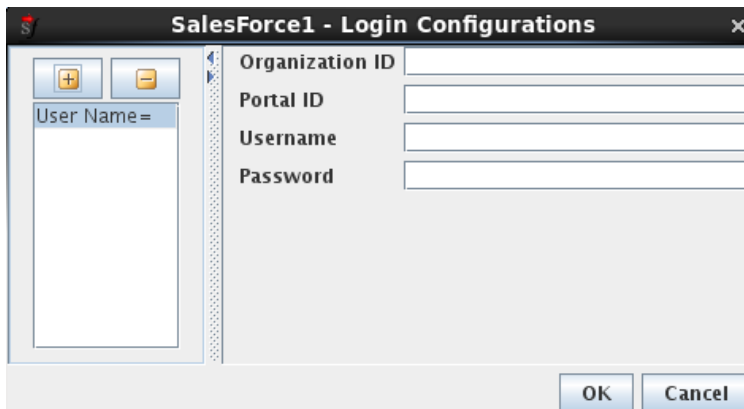 SalesForce1 - Login Configurations
User Name=
Organization ID
Portal ID
Username
Password
OK Cancel